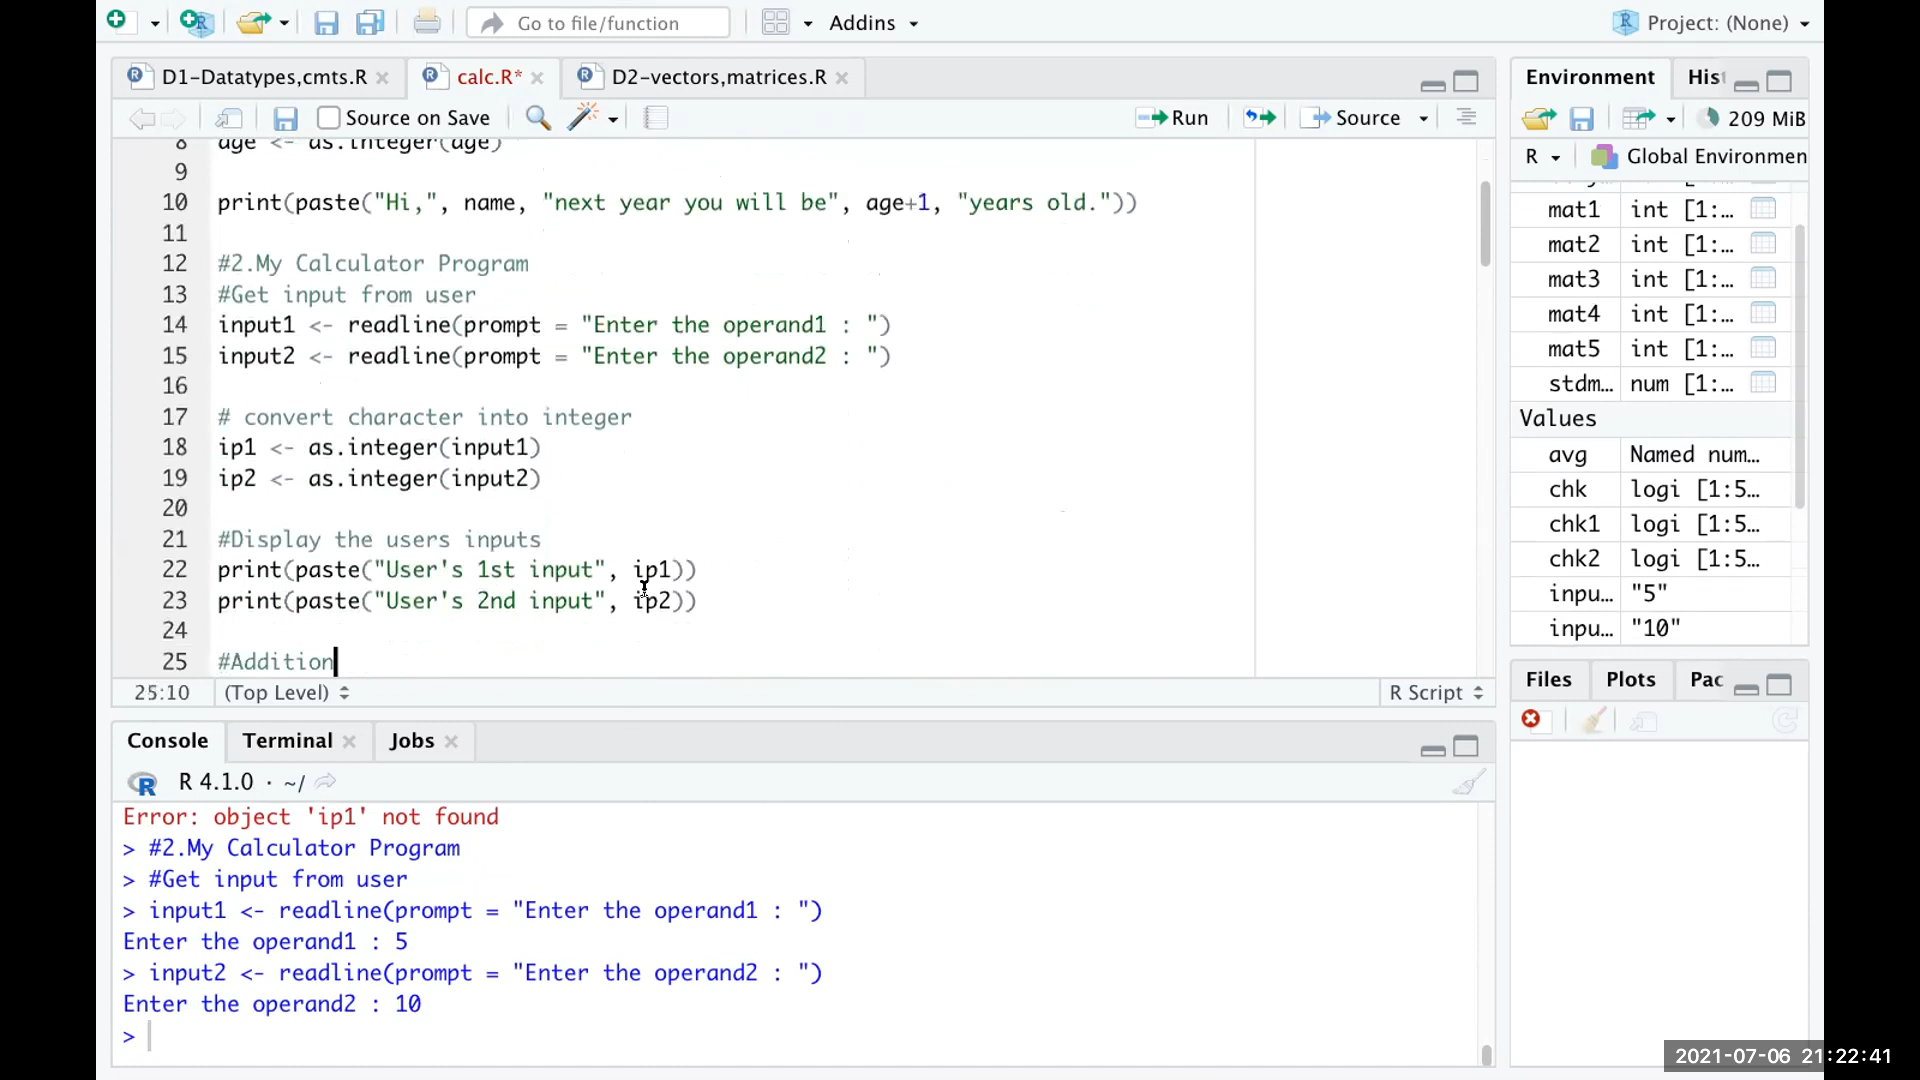 Go to file/function
Addins
Project: (None)
D1-Datatypes,cmts.R
calc.R*
D2-vectors,matrices.R
Source on Save
Run
Source
8 age <- as.integer(age)
9
10 print(paste("Hi,", name, "next year you will be", age+1, "years old."))
11
12 #2.My Calculator Program
13 #Get input from user
14 input1 <- readline(prompt = "Enter the operand1 : ")
15 input2 <- readline(prompt = "Enter the operand2 : ")
16
17 # convert character into integer
18 ip1 <- as.integer(input1)
19 ip2 <- as.integer(input2)
20
21 #Display the users inputs
22 print(paste("User's 1st input", ip1))
23 print(paste("User's 2nd input", ip2))
24
25 #Addition
25:10 (Top Level) R Script
Console Terminal Jobs
R 4.1.0 · ~/
Error: object 'ip1' not found
> #2.My Calculator Program
> #Get input from user
> input1 <- readline(prompt = "Enter the operand1 : ")
Enter the operand1 : 5
> input2 <- readline(prompt = "Enter the operand2 : ")
Enter the operand2 : 10
>
Environment His
209 MiB
R Global Environmen
mat1 int [1:…
mat2 int [1:…
mat3 int [1:…
mat4 int [1:…
mat5 int [1:…
stdm… num [1:…
Values
avg Named num…
chk logi [1:5…
chk1 logi [1:5…
chk2 logi [1:5…
inpu… "5"
inpu… "10"
Files Plots Pac
2021-07-06 21:22:41